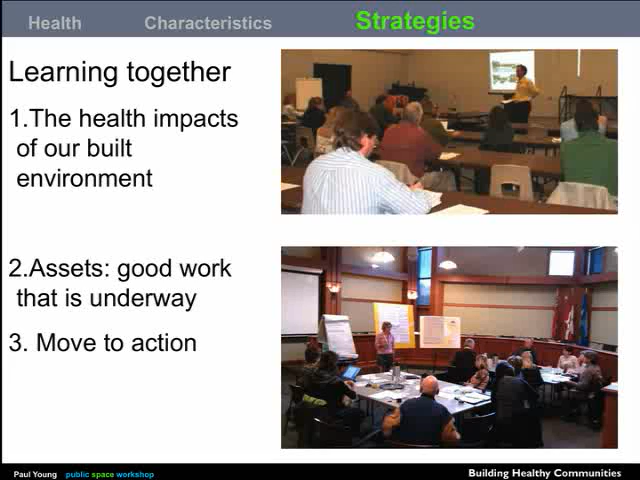 Health Characteristics Strategies
Learning together
1.The health impacts
of our built
environment
2.Assets: good work
that is underway
3. Move to action
Paul Young public space workshop
Building Healthy Communities